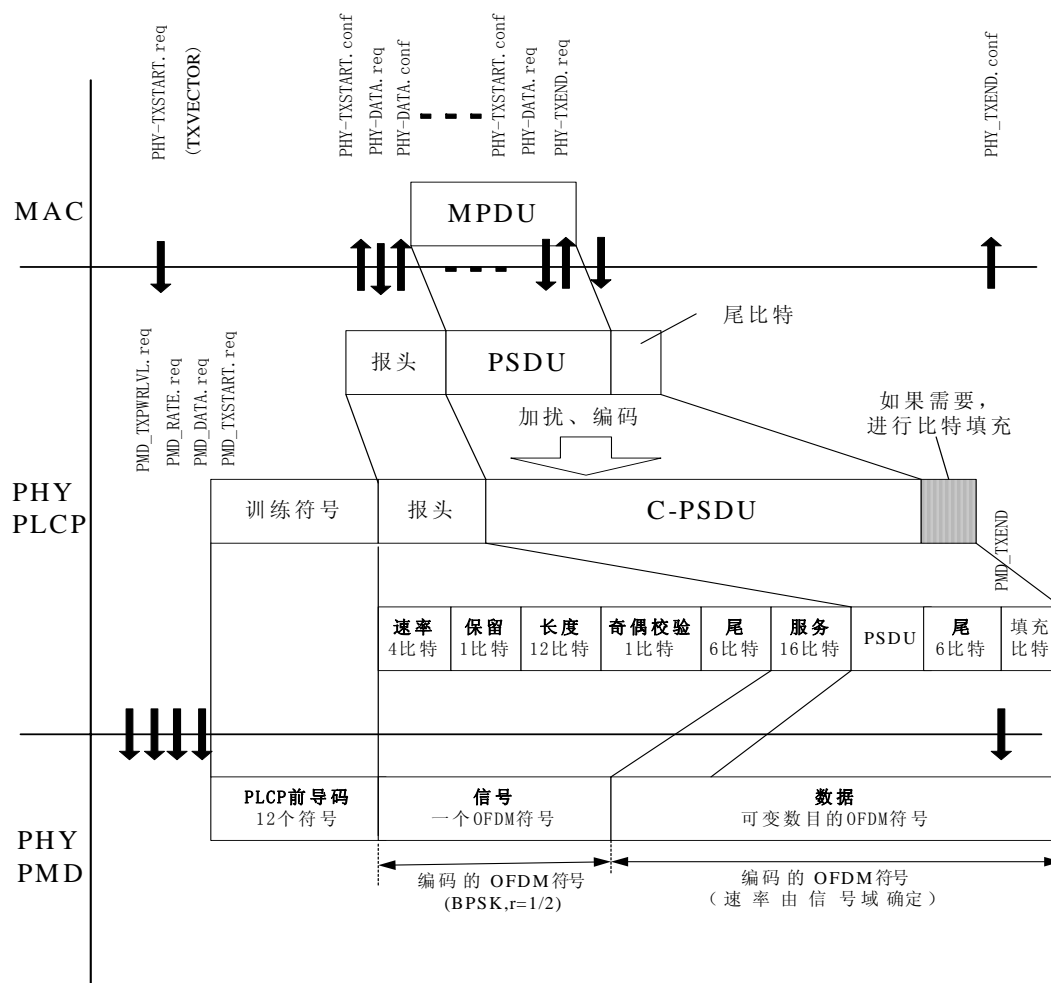 PHY-TXSTART.req
(TXVECTOR)
PHY-TXSTART.conf
PHY-DATA.req
PHY-DATA.conf
PHY-TXSTART.conf
PHY-DATA.req
PHY-TXEND.req
PHY_TXEND.conf
MAC
MPDU
尾比特
PMD_TXPWRLVL.req
PMD_RATE.req
PMD_DATA.req
PMD_TXSTART.req
报头
PSDU
加扰、编码
如果需要，
进行比特填充
PHY
PLCP
训练符号
报头
C-PSDU
PMD_TXEND
速率
4比特
保留
1比特
长度
12比特
奇偶校验
1比特
尾
6比特
服务
16比特
PSDU
尾
6比特
填充
比特
PHY
PMD
PLCP前导码
12个符号
信号
一个OFDM符号
数据
可变数目的OFDM符号
编码的 OFDM符号
(BPSK,r=1/2)
编码的 OFDM符号
（速率由信号域确定）